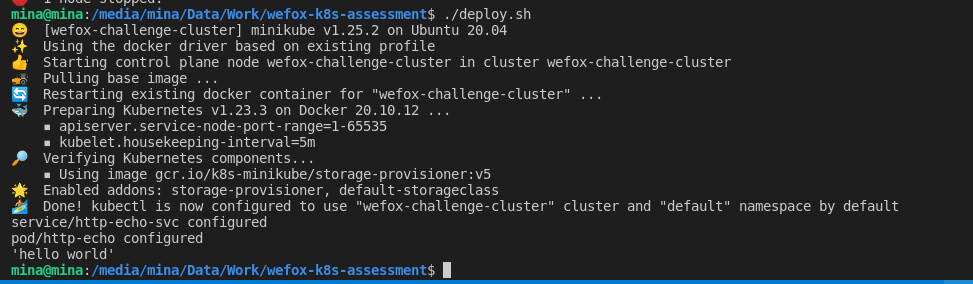 1 node stopped.
mina@mina:/media/mina/Data/Work/wefox-k8s-assessment$ ./deploy.sh
[wefox-challenge-cluster] minikube v1.25.2 on Ubuntu 20.04
Using the docker driver based on existing profile
Starting control plane node wefox-challenge-cluster in cluster wefox-challenge-cluster
Pulling base image ...
Restarting existing docker container for "wefox-challenge-cluster" ...
Preparing Kubernetes v1.23.3 on Docker 20.10.12 ...
▪ apiserver.service-node-port-range=1-65535
▪ kubelet.housekeeping-interval=5m
Verifying Kubernetes components...
▪ Using image gcr.io/k8s-minikube/storage-provisioner:v5
Enabled addons: storage-provisioner, default-storageclass
Done! kubectl is now configured to use "wefox-challenge-cluster" cluster and "default" namespace by default
service/http-echo-svc configured
pod/http-echo configured
'hello world'
mina@mina:/media/mina/Data/Work/wefox-k8s-assessment$